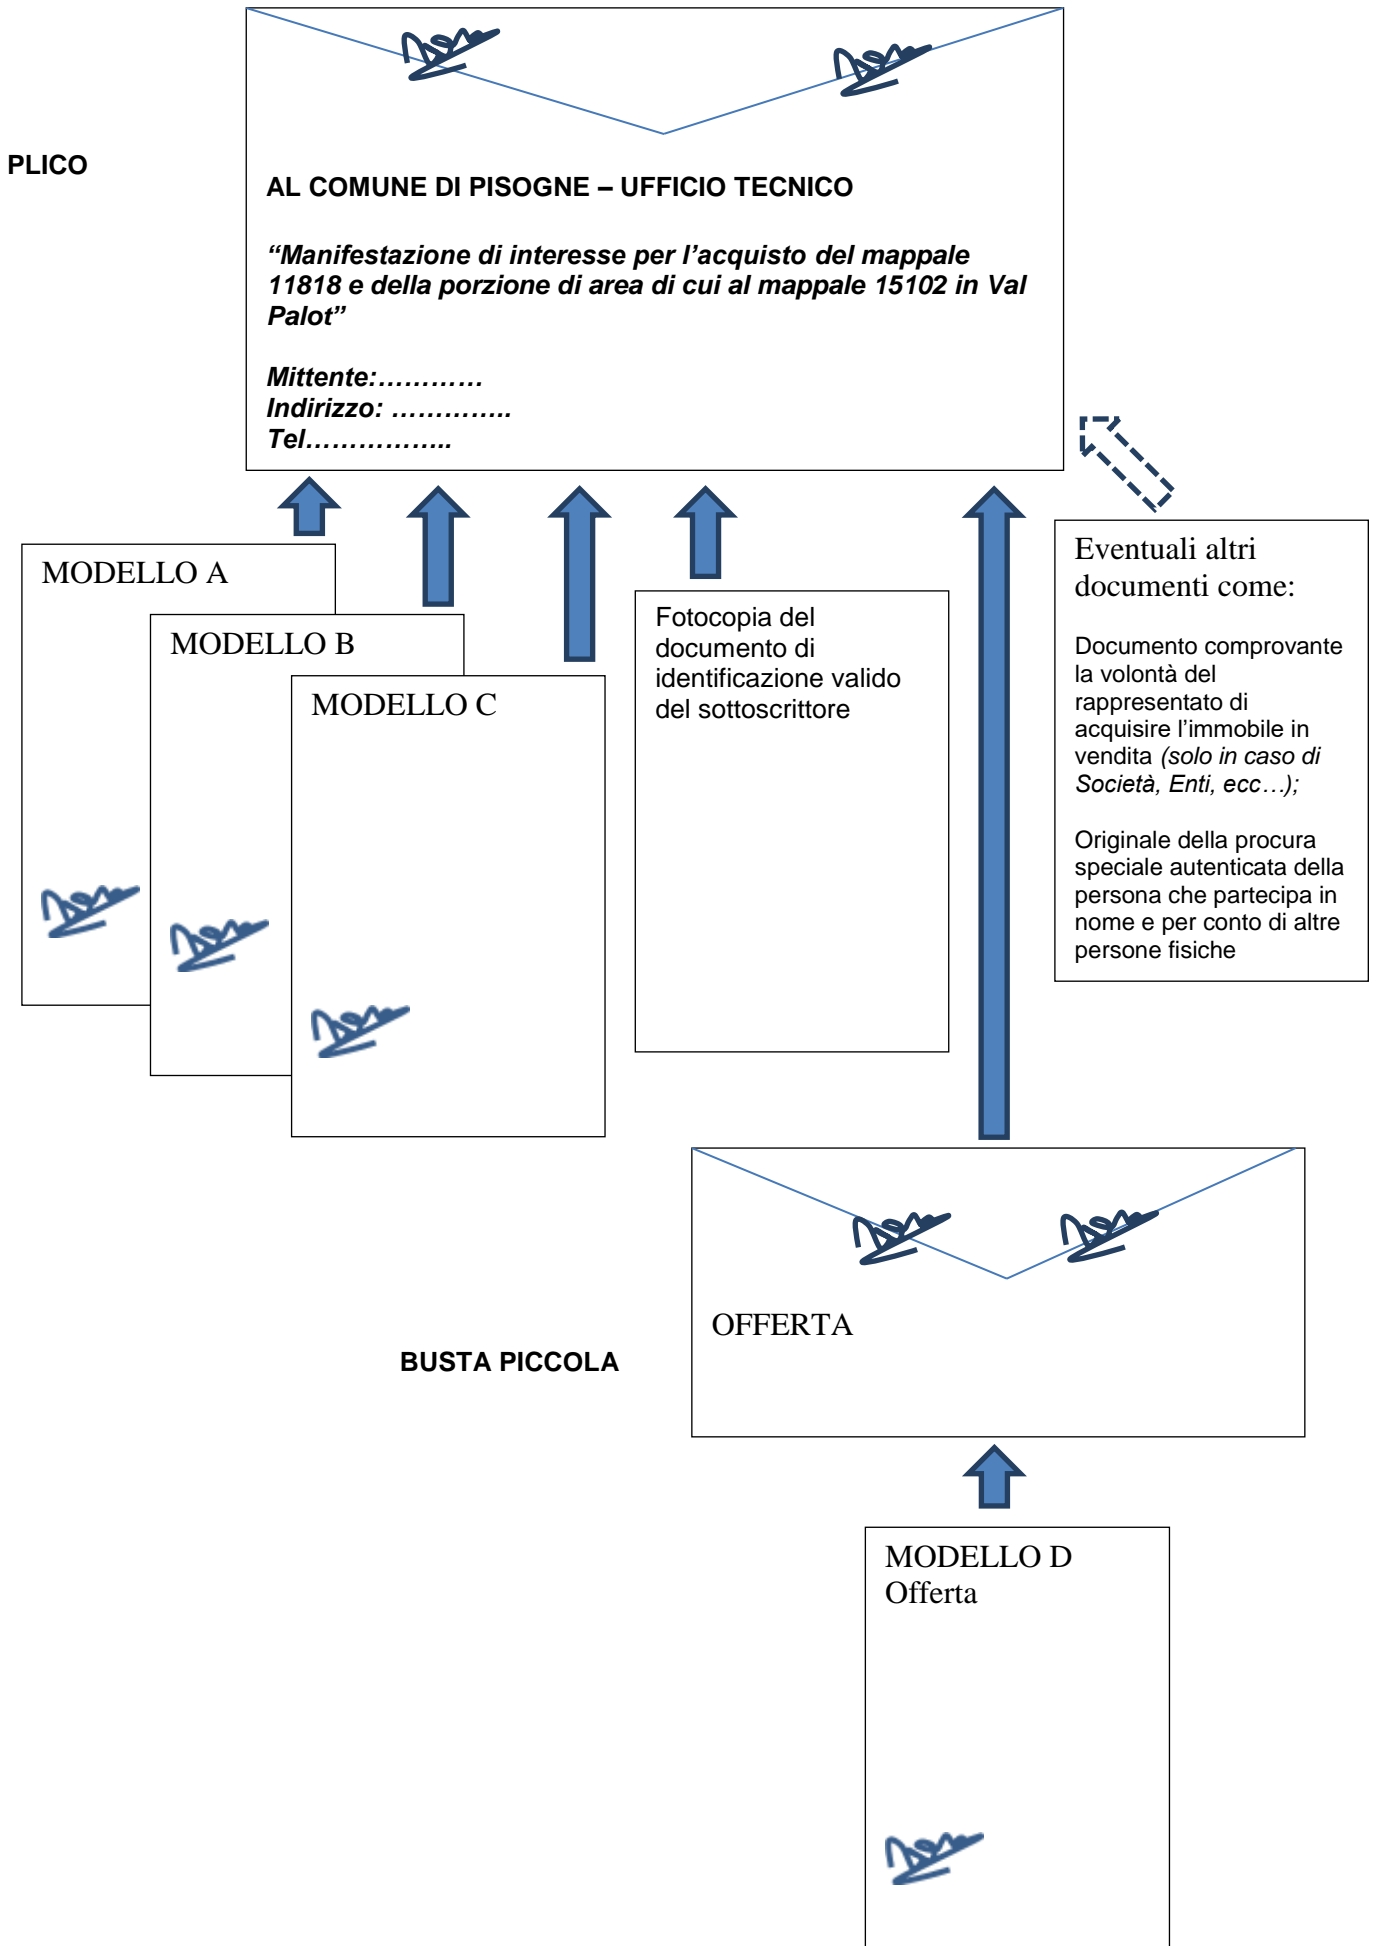 PLICO
AL COMUNE DI PISOGNE – UFFICIO TECNICO
“Manifestazione di interesse per l’acquisto del mappale
11818 e della porzione di area di cui al mappale 15102 in Val
Palot”
Mittente:…………
Indirizzo: …………..
Tel……………..
MODELLO A
MODELLO B
MODELLO C
Fotocopia del
documento di
identificazione valido
del sottoscrittore
Eventuali altri
documenti come:
Documento comprovante
la volontà del
rappresentato di
acquisire l’immobile in
vendita (solo in caso di
Società, Enti, ecc…);
Originale della procura
speciale autenticata della
persona che partecipa in
nome e per conto di altre
persone fisiche
OFFERTA
BUSTA PICCOLA
MODELLO D
Offerta